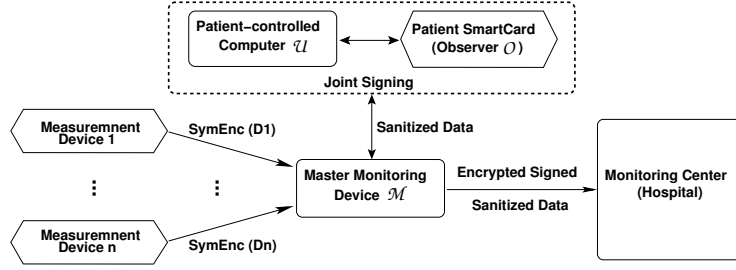 Patient-controlled
Computer U
Patient SmartCard
(Observer O)
Joint Signing
Measuremnent
Device 1
SymEnc (D1)
Sanitized Data
Master Monitoring
Device M
Encrypted Signed
Sanitized Data
Monitoring Center
(Hospital)
Measuremnent
Device n
SymEnc (Dn)